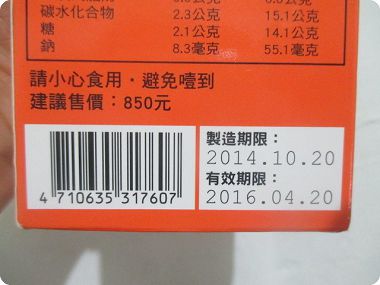 碳水化合物 2.3公克 15.1公克
糖 2.1公克 14.1公克
鈉 8.3毫克 55.1毫克
請小心食用，避免噎到
建議售價：850元
製造期限：
2014.10.20
有效期限：
2016.04.20
4 710635 317607